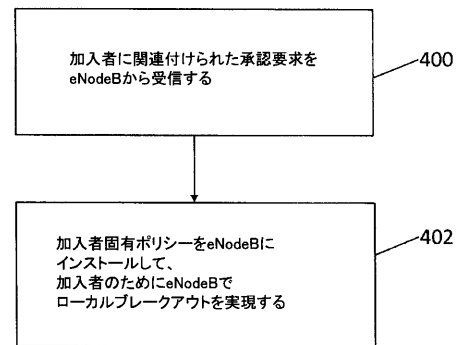 加入者に関連付けられた承認要求を
eNodeBから受信する
400
加入者固有ポリシーをeNodeBに
インストールして、
加入者のためにeNodeBで
ローカルブレークアウトを実現する
402